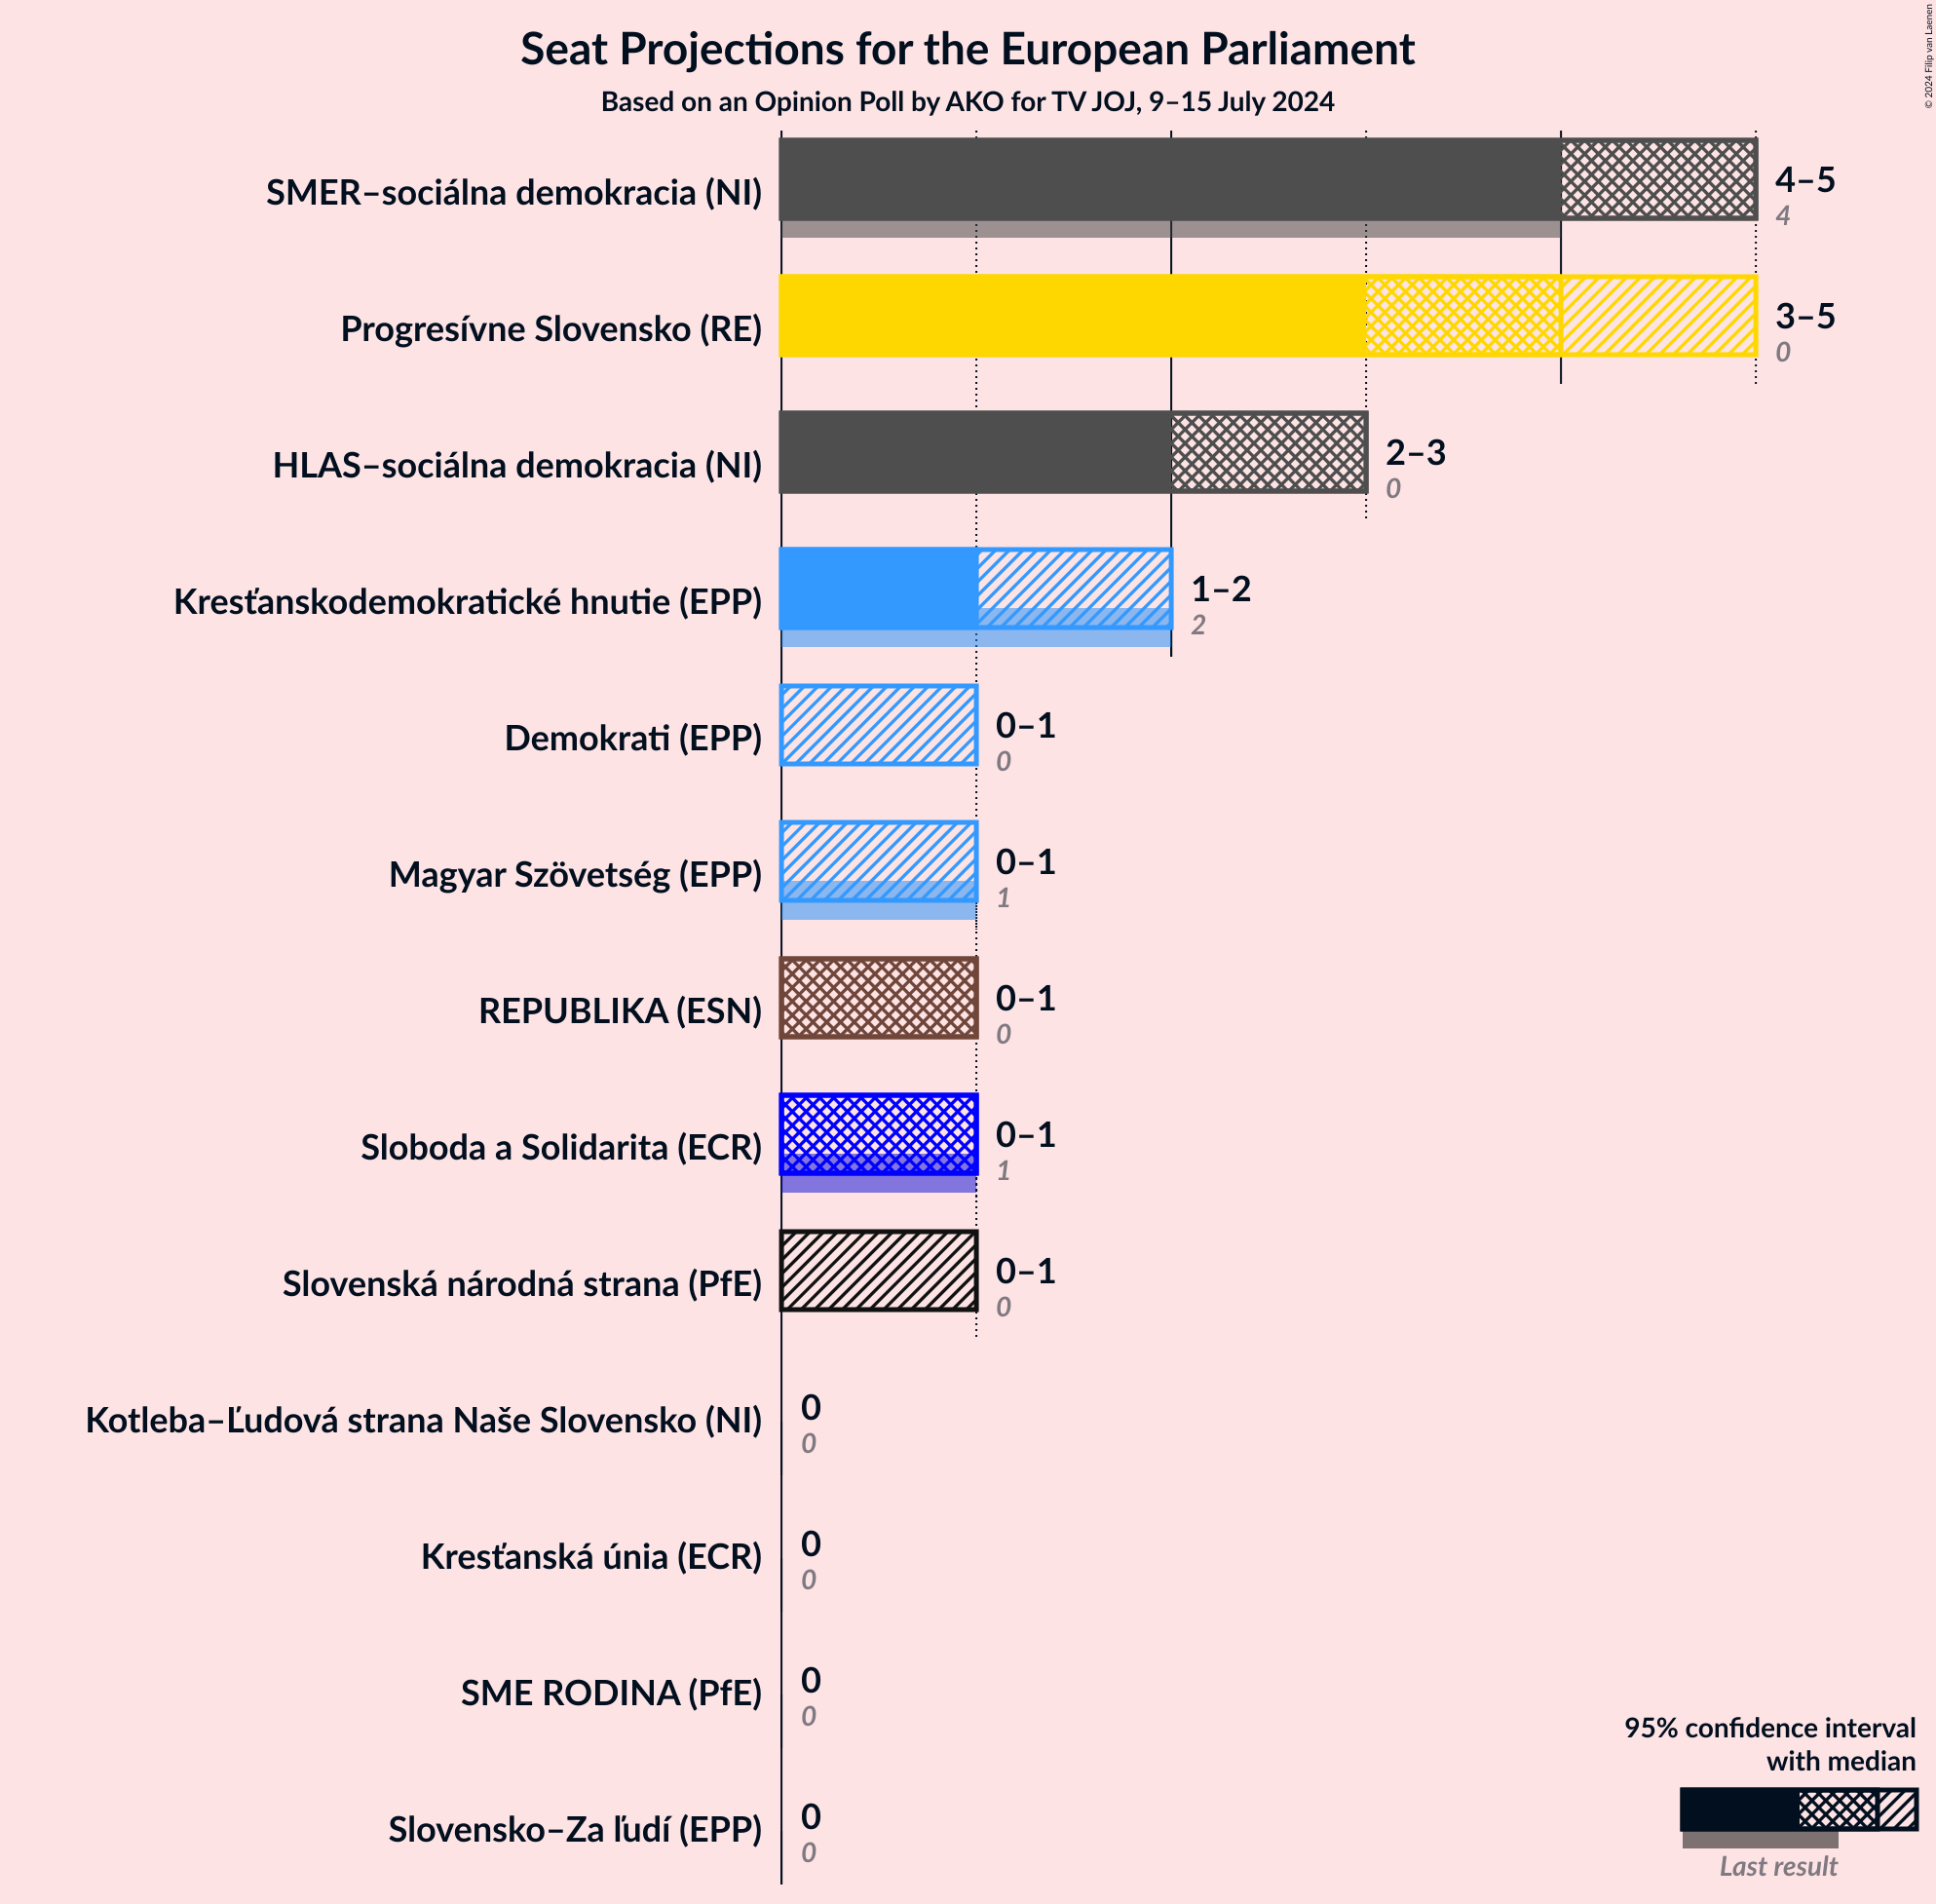 Seat Projections for the European Parliament
Based on an Opinion Poll by AKO for TV JOJ, 9–15 July 2024
© 2024 Filip van Laenen
SMER–sociálna demokracia (NI)
4–5
4
Progresívne Slovensko (RE)
3–5
0
HLAS–sociálna demokracia (NI)
2–3
0
Kresťanskodemokratické hnutie (EPP)
1–2
2
Demokrati (EPP)
0–1
0
Magyar Szövetség (EPP)
0–1
1
REPUBLIKA (ESN)
0–1
0
Sloboda a Solidarita (ECR)
0–1
1
Slovenská národná strana (PfE)
0–1
0
Kotleba–Ľudová strana Naše Slovensko (NI)
0
0
Kresťanská únia (ECR)
0
0
SME RODINA (PfE)
0
0
Slovensko–Za ľudí (EPP)
0
0
95% confidence interval
with median
Last result